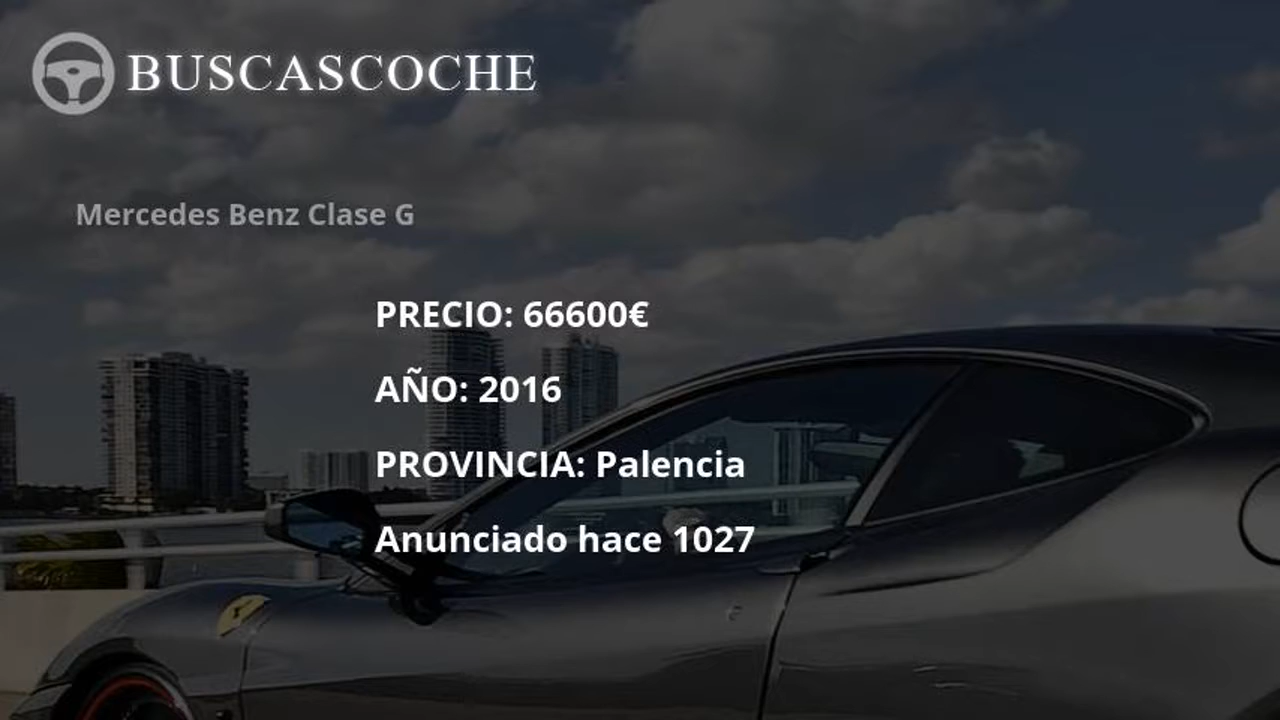 BUSCASCOCHE
Mercedes Benz Clase G
PRECIO: 66600€
AÑO: 2016
PROVINCIA: Palencia
Anunciado hace 1027